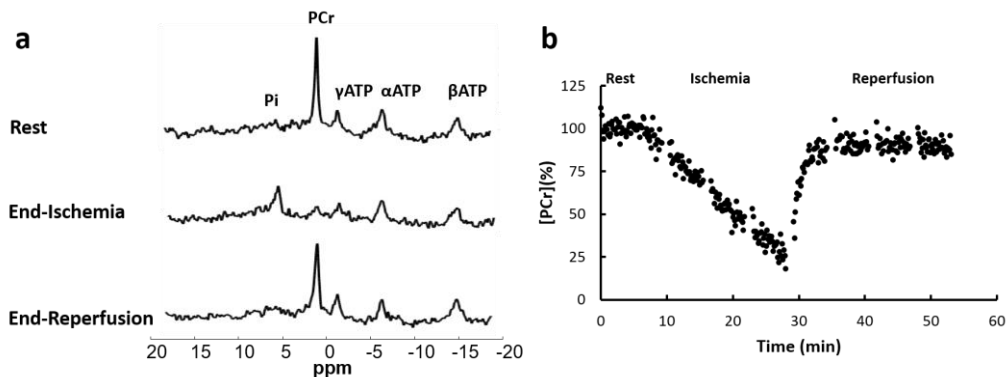 a
PCr
Pi
γATP
αATP
βATP
Rest
End-Ischemia
End-Reperfusion
20 15 10 5 0 -5 -10 -15 -20
ppm
b
Rest Ischemia Reperfusion
125
100
75
50
25
0
[PCr](%)
0 10 20 30 40 50 60
Time (min)